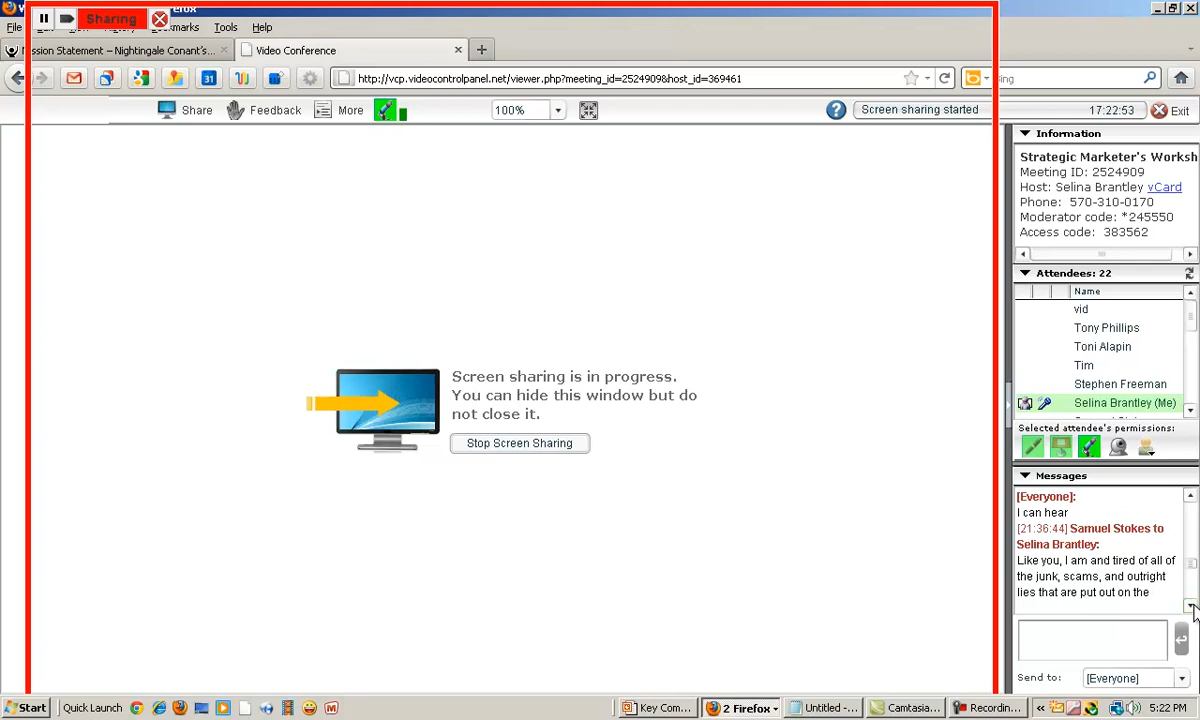 Sharing
File
Tools
Help
Mission Statement – Nightingale Conant's...
Video Conference
http://vcp.videocontrolpanel.net/viewer.php?meeting_id=2524909&host_id=369461
Share
Feedback
More
100%
Screen sharing started
17:22:53
Exit
Information
Strategic Marketer's Worksh
Meeting ID: 2524909
Host: Selina Brantley vCard
Phone: 570-310-0170
Moderator code: *245550
Access code: 383562
Attendees: 22
Name
vid
Tony Phillips
Toni Alapin
Tim
Stephen Freeman
Selina Brantley (Me)
Selected attendee's permissions:
Screen sharing is in progress.
You can hide this window but do
not close it.
Stop Screen Sharing
Messages
[Everyone]:
I can hear
[21:36:44] Samuel Stokes to
Selina Brantley:
Like you, I am and tired of all of
the junk, scams, and outright
lies that are put out on the
Send to:
[Everyone]
Start
Quick Launch
Key Com...
2 Firefox
Untitled -...
Camtasia...
Recordin...
5:22 PM